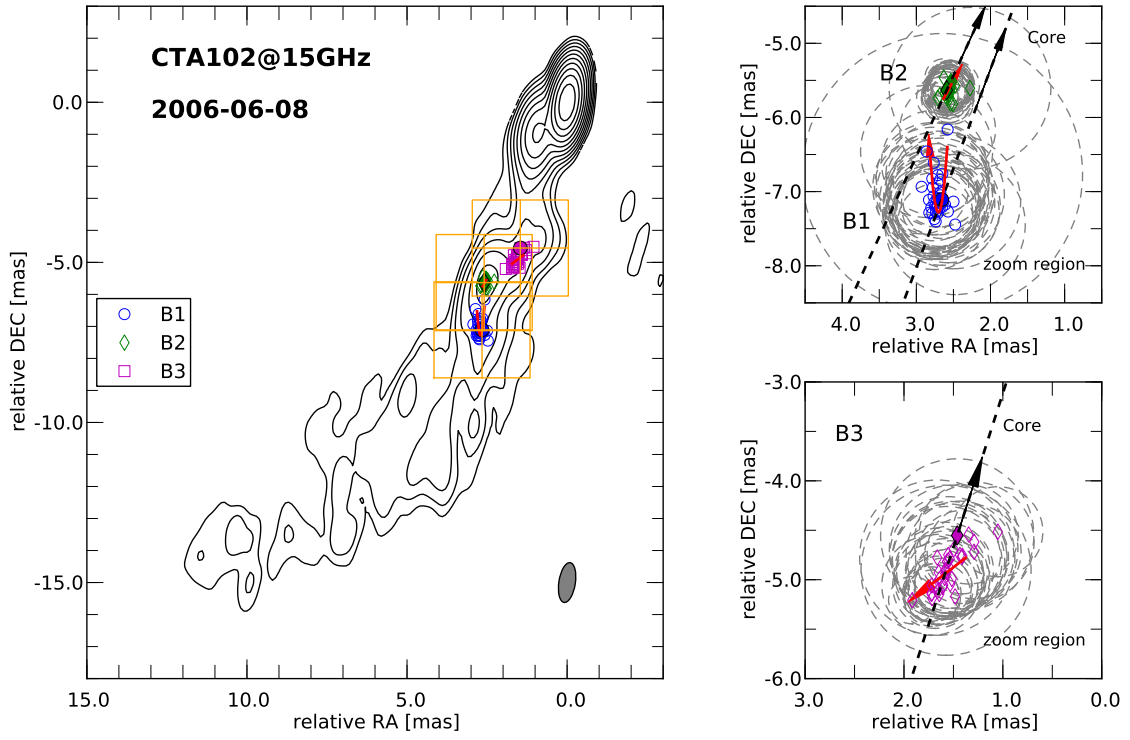 CTA102@15GHz
2006-06-08
0.0
-5.0
-10.0
-15.0
relative DEC [mas]
B1
B2
B3
15.0
10.0
5.0
0.0
relative RA [mas]
-5.0
-6.0
-7.0
-8.0
relative DEC [mas]
B2
B1
Core
zoom region
4.0
3.0
2.0
1.0
relative RA [mas]
-3.0
-4.0
-5.0
-6.0
relative DEC [mas]
B3
Core
zoom region
3.0
2.0
1.0
0.0
relative RA [mas]